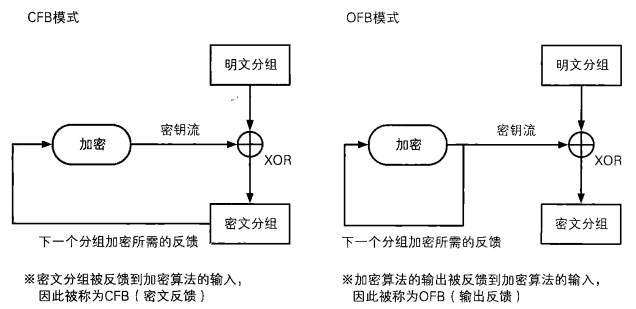 CFB模式
明文分组
加密
密钥流
XOR
密文分组
下一个分组加密所需的反馈
※密文分组被反馈到加密算法的输入，
因此被称为CFB（密文反馈）
OFB模式
明文分组
加密
密钥流
XOR
密文分组
下一个分组加密所需的反馈
※加密算法的输出被反馈到加密算法的输入，
因此被称为OFB（输出反馈）